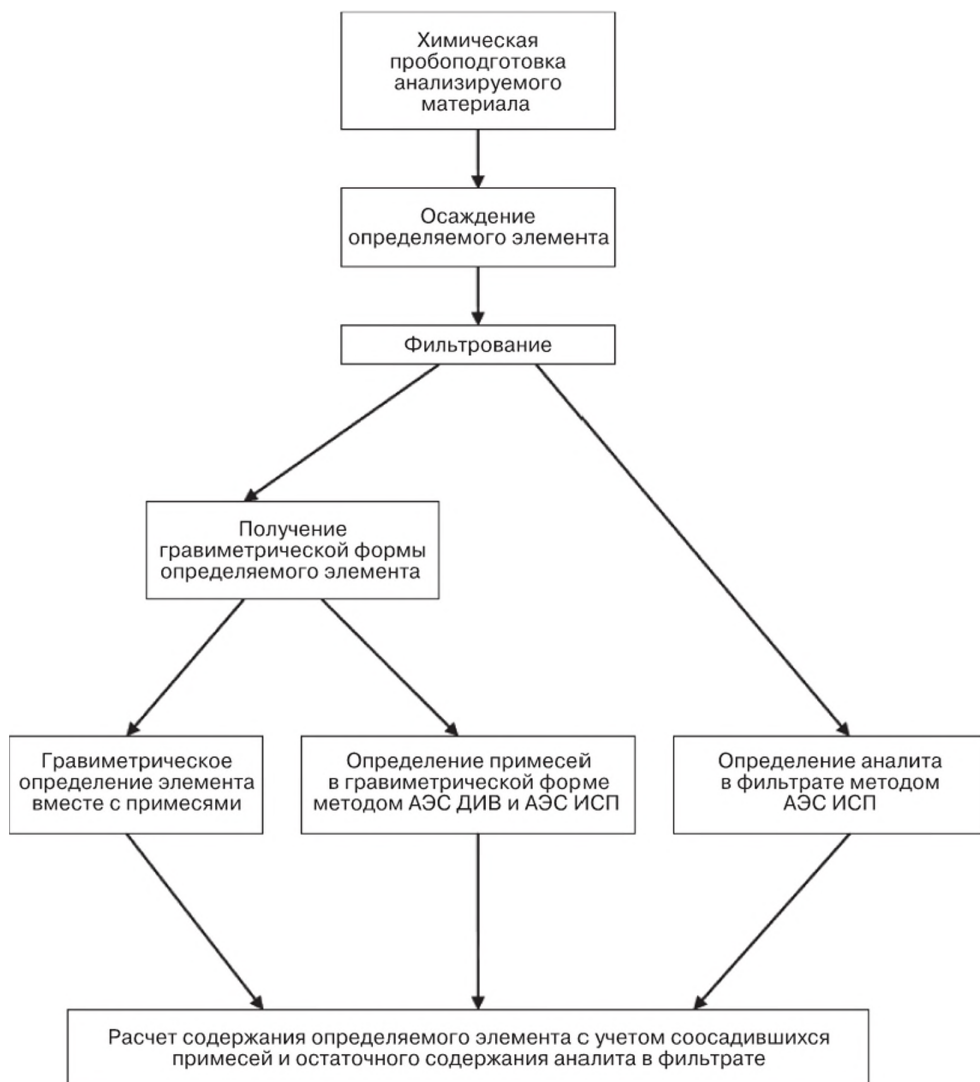 Химическая
пробоподготовка
анализируемого
материала
Осаждение
определяемого элемента
Фильтрование
Получение
гравиметрической формы
определяемого элемента
Гравиметрическое
определение элемента
вместе с примесями
Определение примесей
в гравиметрической форме
методом АЭС ДИВ и АЭС ИСП
Определение аналита
в фильтрате методом
АЭС ИСП
Расчет содержания определяемого элемента с учетом соосадившихся
примесей и остаточного содержания аналита в фильтрате